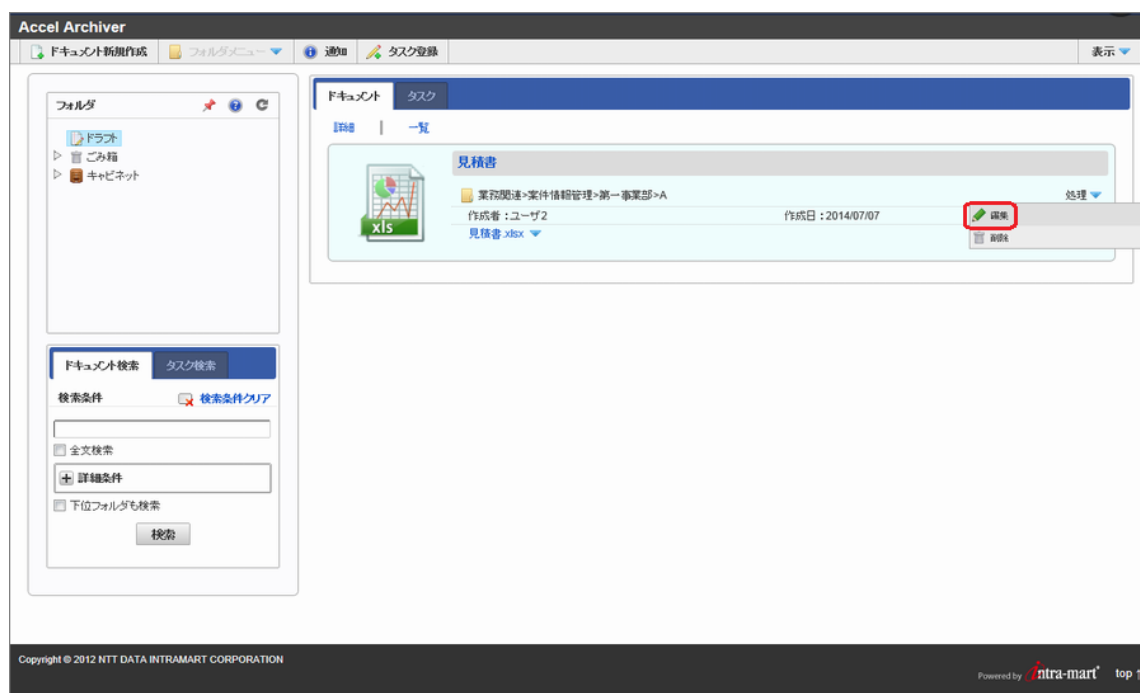 Accel Archiver
ドキュメント新規作成 フォルダメニュー 通知 タスク登録 表示
フォルダ
ドラフト
ごみ箱
キャビネット
ドキュメント検索 タスク検索
検索条件 検索条件クリア
全文検索
詳細条件
下位フォルダも検索
検索
ドキュメント タスク
詳細 | 一覧
見積書
業務関連>案件情報管理>第一事業部>A 処理
作成者 : ユーザ2 作成日 : 2014/07/07
見積書.xlsx
xls
編集
削除
Copyright © 2012 NTT DATA INTRAMART CORPORATION
Powered by intra-mart top ↑